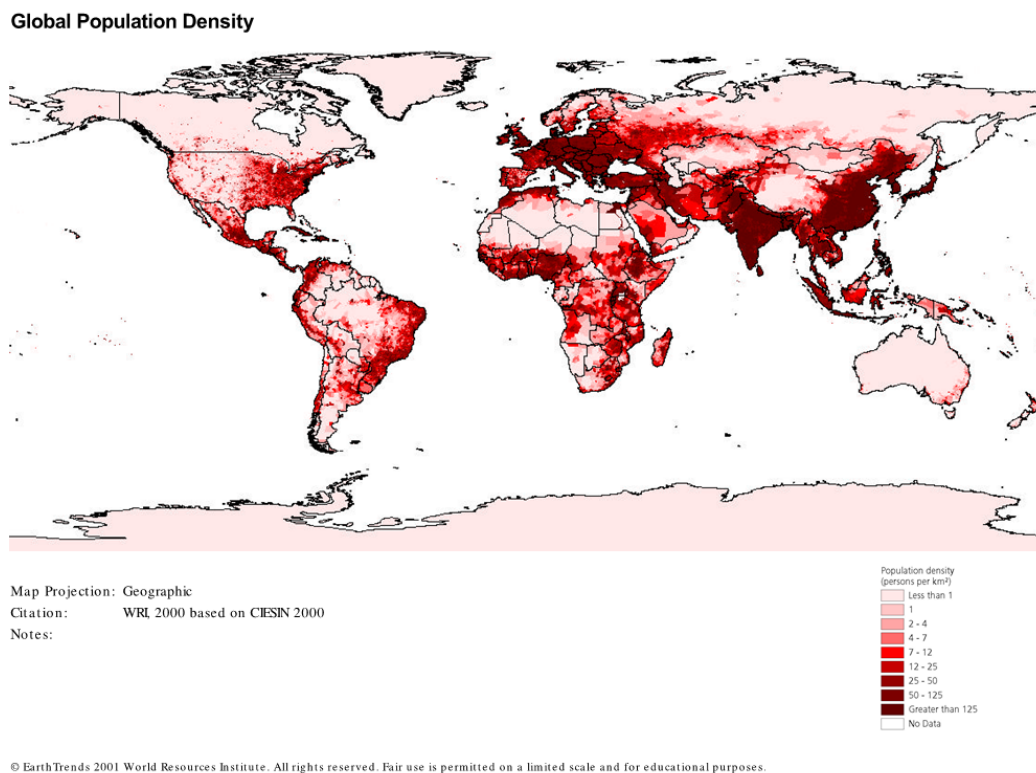 Global Population Density
Map Projection: Geographic
Citation: WRI, 2000 based on CIESIN 2000
Notes:
Population density
(persons per km²)
Less than 1
1
2 - 4
4 - 7
7 - 12
12 - 25
25 - 50
50 - 125
Greater than 125
No Data
© EarthTrends 2001 World Resources Institute. All rights reserved. Fair use is permitted on a limited scale and for educational purposes.